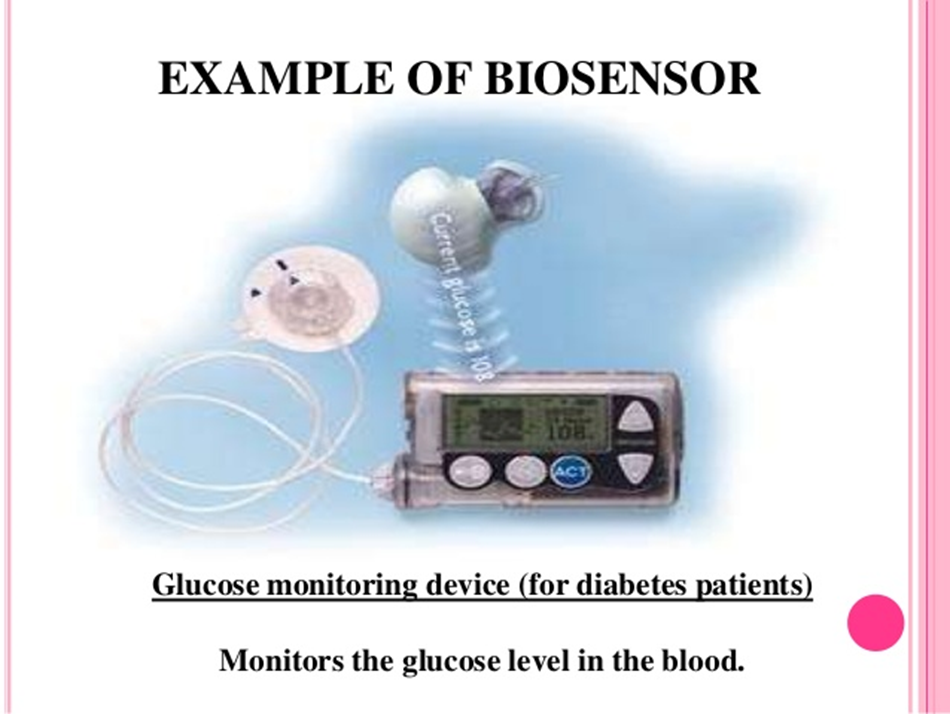 EXAMPLE OF BIOSENSOR
Current glucose is 108
108
ACT
Glucose monitoring device (for diabetes patients)
Monitors the glucose level in the blood.